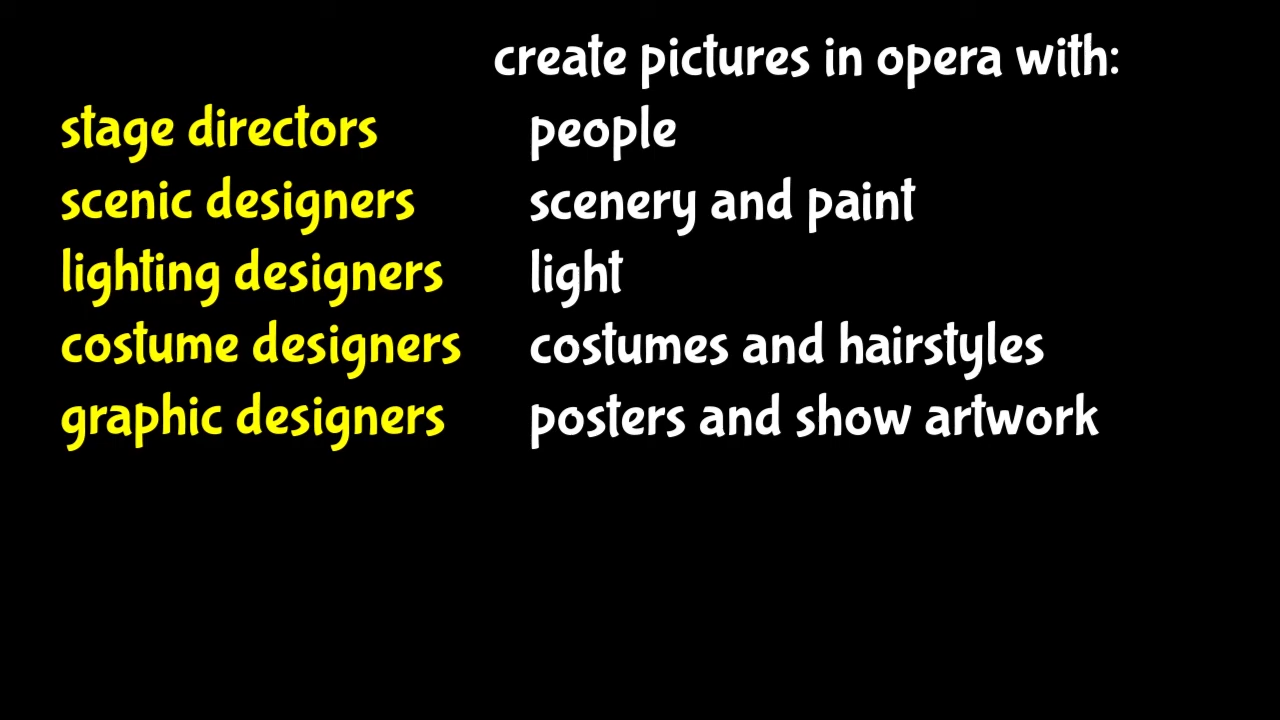 create pictures in opera with:
stage directors people
scenic designers scenery and paint
lighting designers light
costume designers costumes and hairstyles
graphic designers posters and show artwork